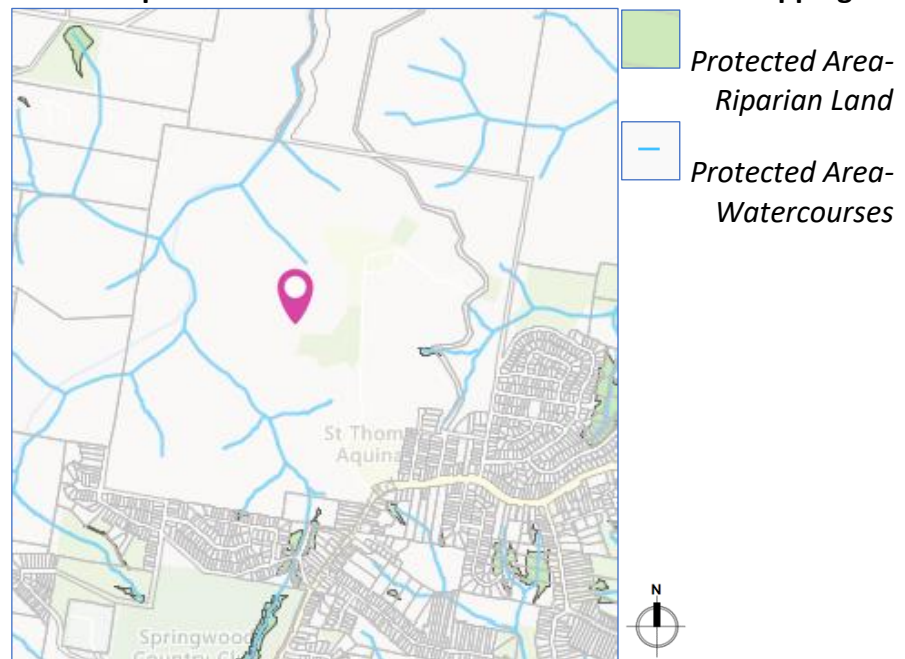 Protected Area-
Riparian Land
Protected Area-
Watercourses
St Thom
Aquina
Springwood
Country Cl
N